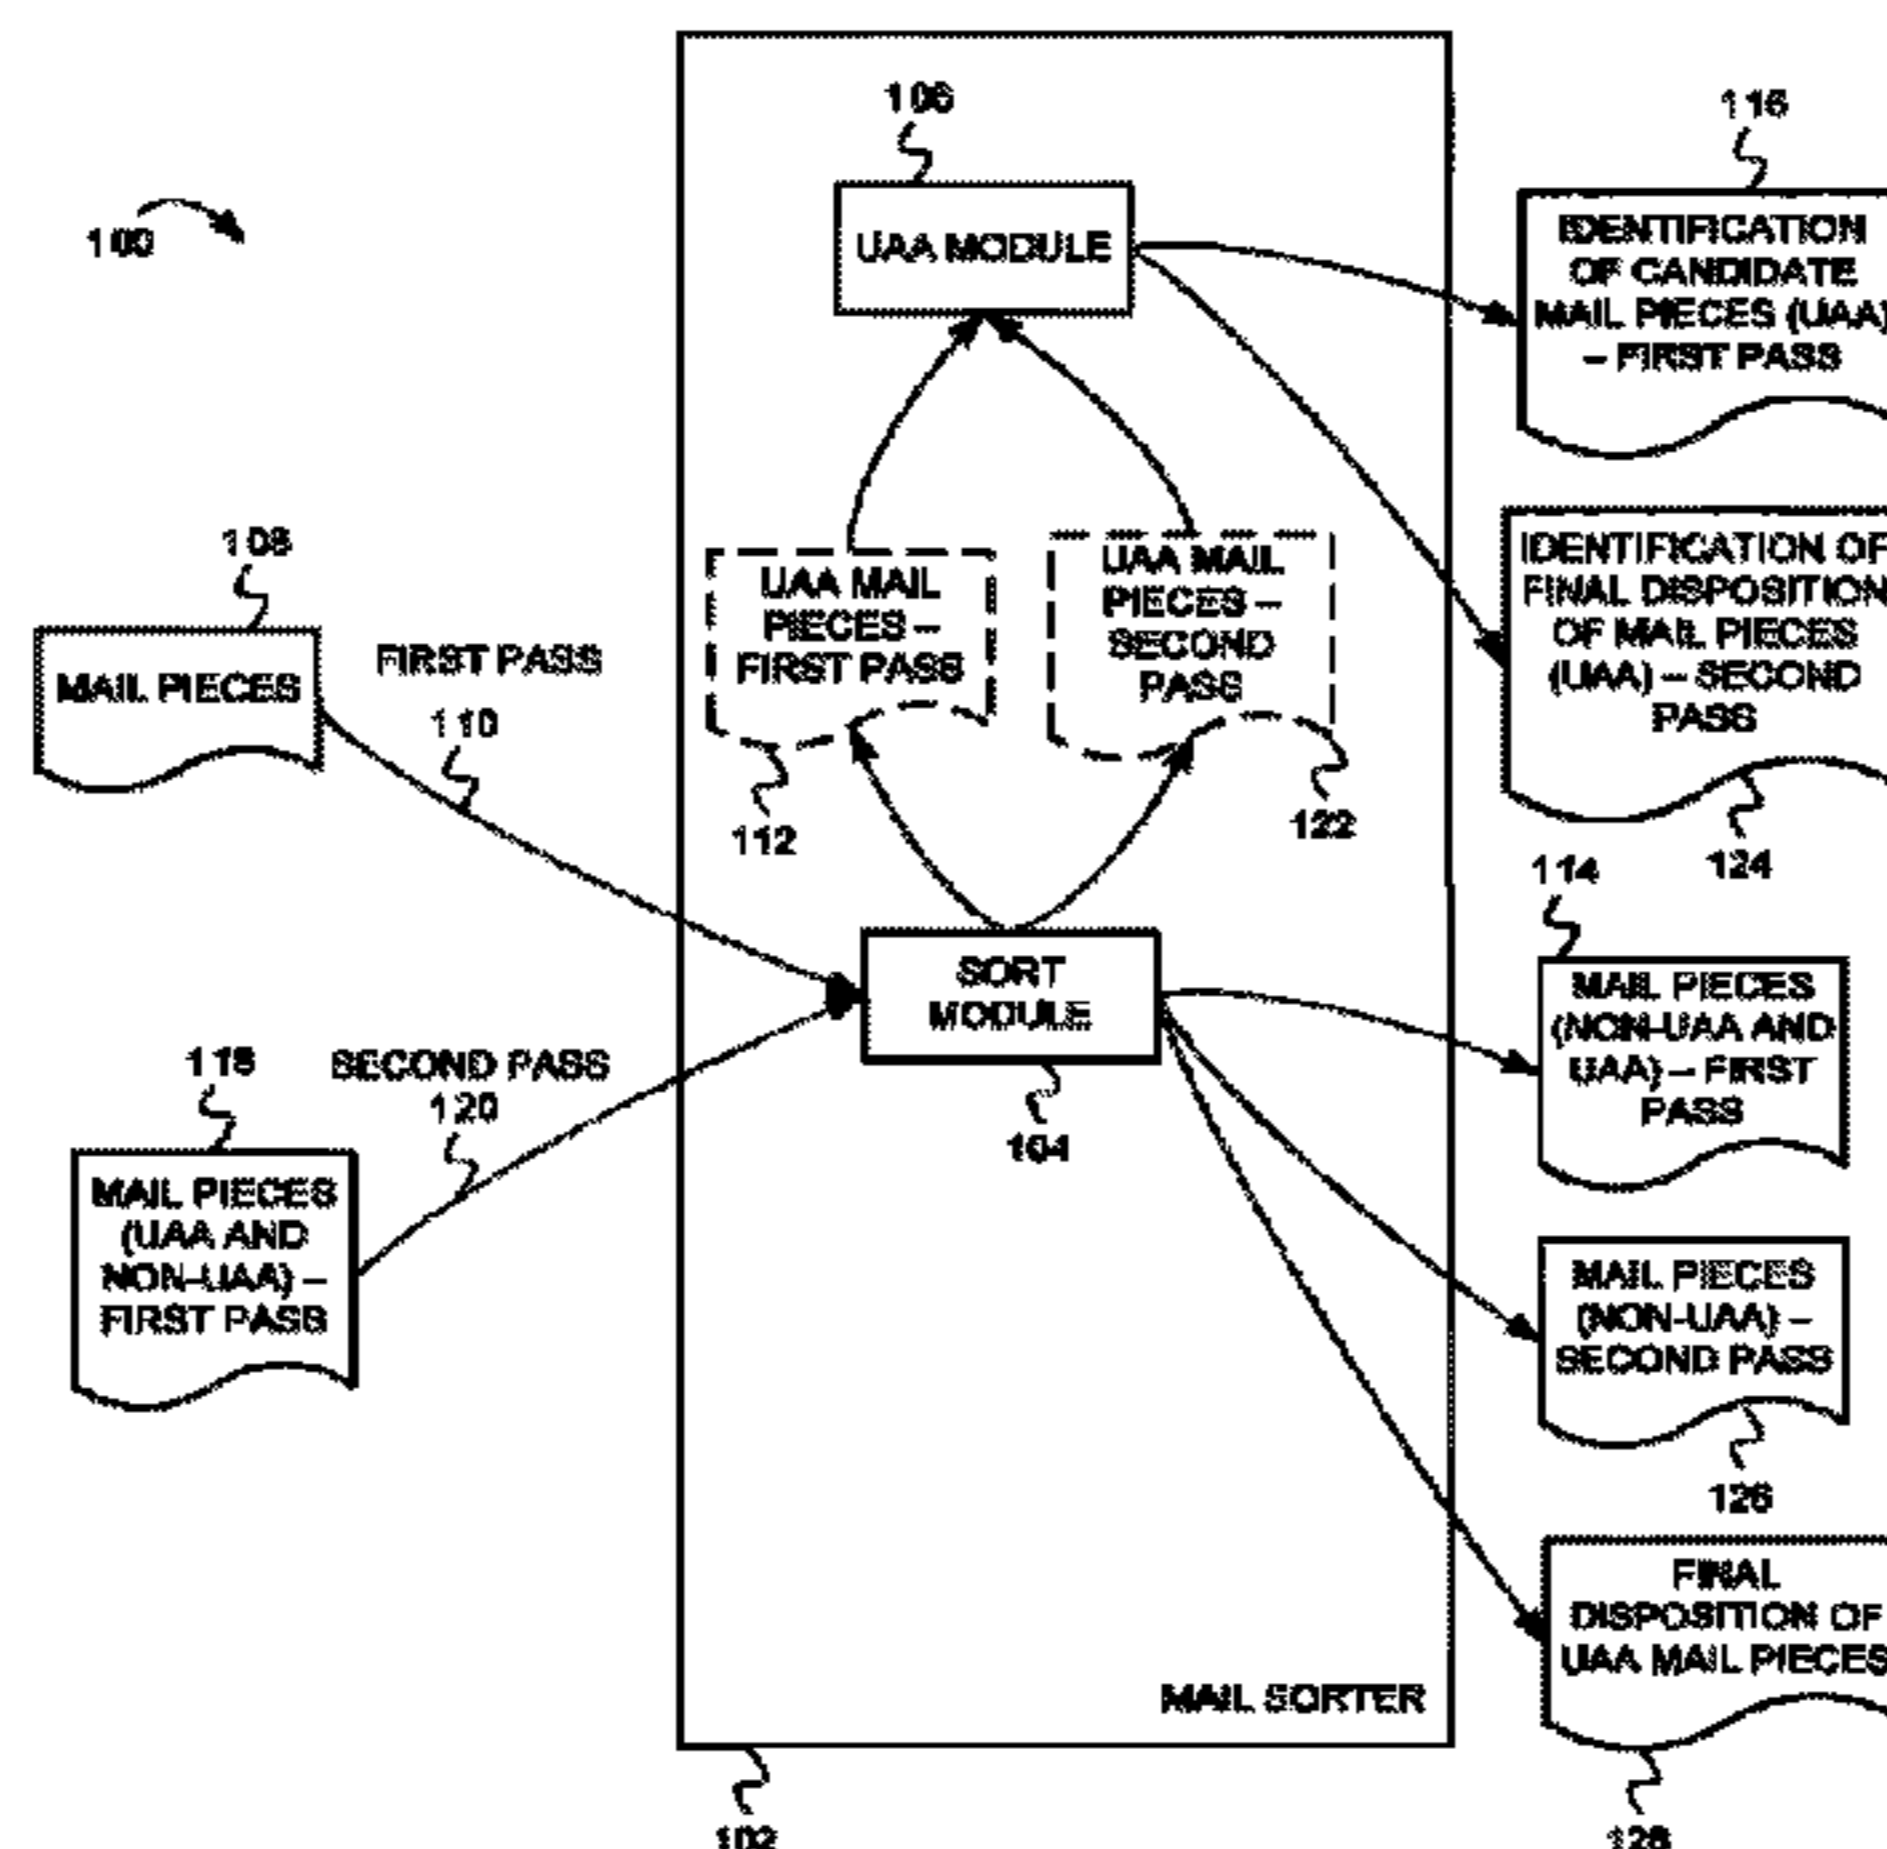 100
106
UAA MODULE
116
IDENTIFICATION
OF CANDIDATE
MAIL PIECES (UAA)
– FIRST PASS
108
MAIL PIECES
FIRST PASS
110
UAA MAIL
PIECES –
FIRST PASS
112
UAA MAIL
PIECES –
SECOND
PASS
122
IDENTIFICATION OF
FINAL DISPOSITION
OF MAIL PIECES
(UAA) – SECOND
PASS
124
118
MAIL PIECES
(UAA AND
NON-UAA) –
FIRST PASS
SECOND PASS
120
SORT
MODULE
104
114
MAIL PIECES
(NON-UAA AND
UAA) – FIRST
PASS
MAIL PIECES
(NON-UAA) –
SECOND PASS
126
FINAL
DISPOSITION OF
UAA MAIL PIECES
128
MAIL SORTER
102